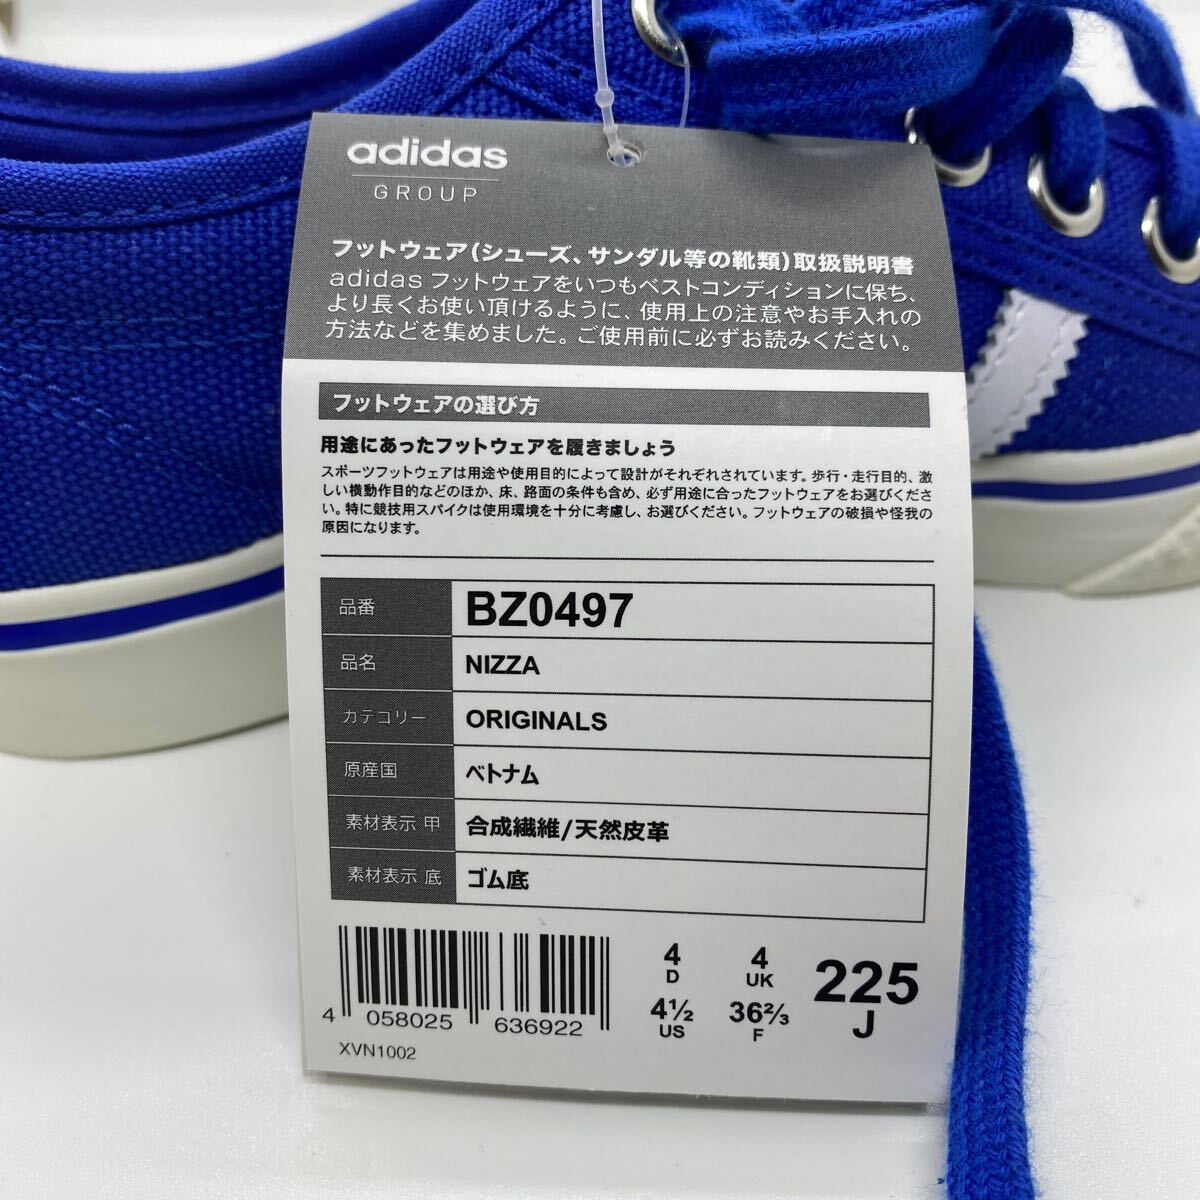 adidas
GROUP
フットウェア(シューズ、サンダル等の靴類)取扱説明書
adidas フットウェアをいつもベストコンディションに保ち、
より長くお使い頂けるように、使用上の注意やお手入れの
方法などを集めました。ご使用前に必ずお読みください。
フットウェアの選び方
用途にあったフットウェアを履きましょう
スポーツフットウェアは用途や使用目的によって設計がそれぞれされています。歩行・走行目的、激
しい横動作目的などのほか、床、路面の条件も含め、必ず用途に合ったフットウェアをお選びくださ
い。特に競技用スパイクは使用環境を十分に考慮し、お選びください。フットウェアの破損や怪我の
原因になります。
品番 BZ0497
品名 NIZZA
カテゴリー ORIGINALS
原産国 ベトナム
素材表示 甲 合成繊維/天然皮革
素材表示 底 ゴム底
4 058025 636922
XVN1002
4 D
4 UK
4½ US
36⅔ F
225 J